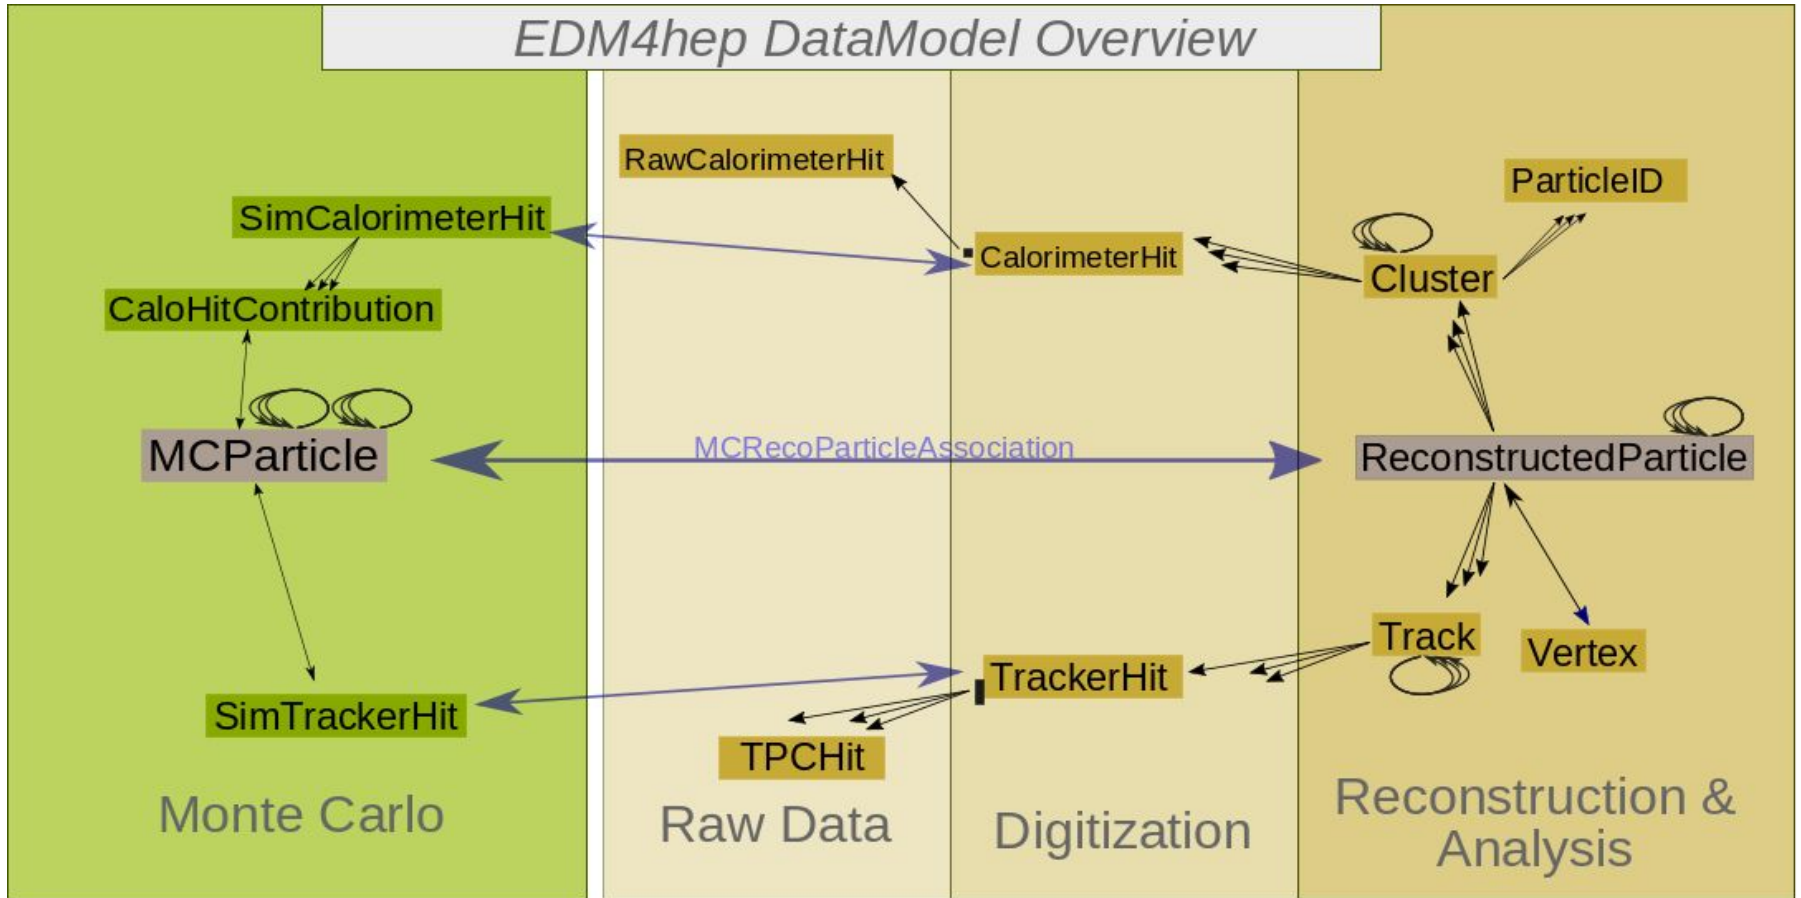 EDM4hep DataModel Overview
RawCalorimeterHit
ParticleID
SimCalorimeterHit
CalorimeterHit
Cluster
CaloHitContribution
MCRecoParticleAssociation
MCParticle
ReconstructedParticle
Track
Vertex
TrackerHit
SimTrackerHit
TPCHit
Monte Carlo
Raw Data
Digitization
Reconstruction &
Analysis